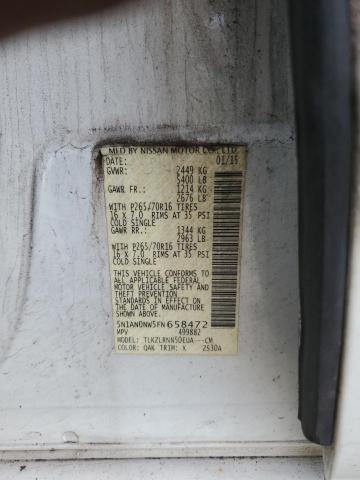 MFD BY NISSAN MOTOR CO., LTD.
DATE: 01/15
GVWR: 2449 KG
5400 LB
GAWR FR.: 1214 KG
2676 LB
WITH P265/70R16 TIRES
16 X 7.0 RIMS AT 35 PSI
COLD SINGLE
GAWR RR.: 1344 KG
2963 LB
WITH P265/70R16 TIRES
16 X 7.0 RIMS AT 35 PSI
COLD SINGLE
THIS VEHICLE CONFORMS TO
ALL APPLICABLE FEDERAL
MOTOR VEHICLE SAFETY AND
THEFT PREVENTION
STANDARDS IN EFFECT ON
THE DATE OF MANUFACTURE
SHOWN ABOVE.
5N1AN0NW5FN658472
MPV 499882
MODEL: TLKZLRNN50EUA---CM
COLOR: QAK TRIM: X 2530A